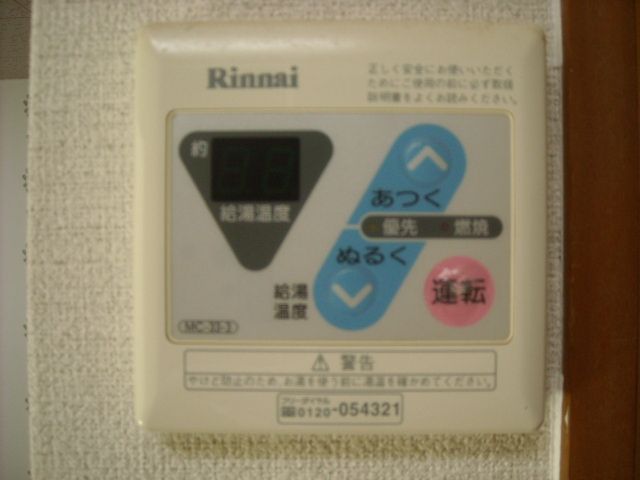 Rinnai
正しく安全にお使いいただく
ためにご使用の前に必ず取扱
説明書をよくお読みください。
約
給湯温度
あつく
優先 燃焼
ぬるく
給湯
温度
運転
MC-33-3
警告
やけど防止のため、お湯を使う前に湯温を確かめてください。
フリーダイヤル
0120-054321